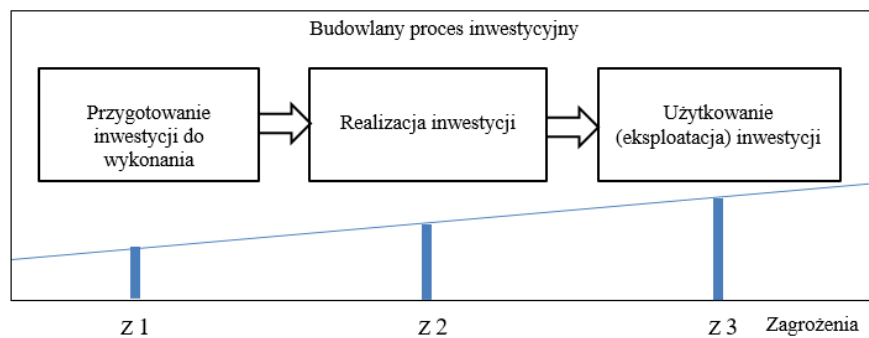 Budowlany proces inwestycyjny
Przygotowanie
inwestycji do
wykonania
Realizacja inwestycji
Użytkowanie
(eksploatacja) inwestycji
Z 1
Z 2
Z 3
Zagrożenia